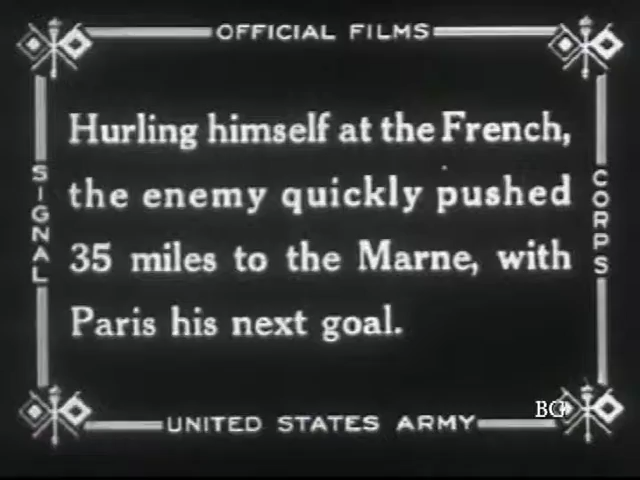 OFFICIAL FILMS
SIGNAL
CORPS
Hurling himself at the French,
the enemy quickly pushed
35 miles to the Marne, with
Paris his next goal.
UNITED STATES ARMY
BG